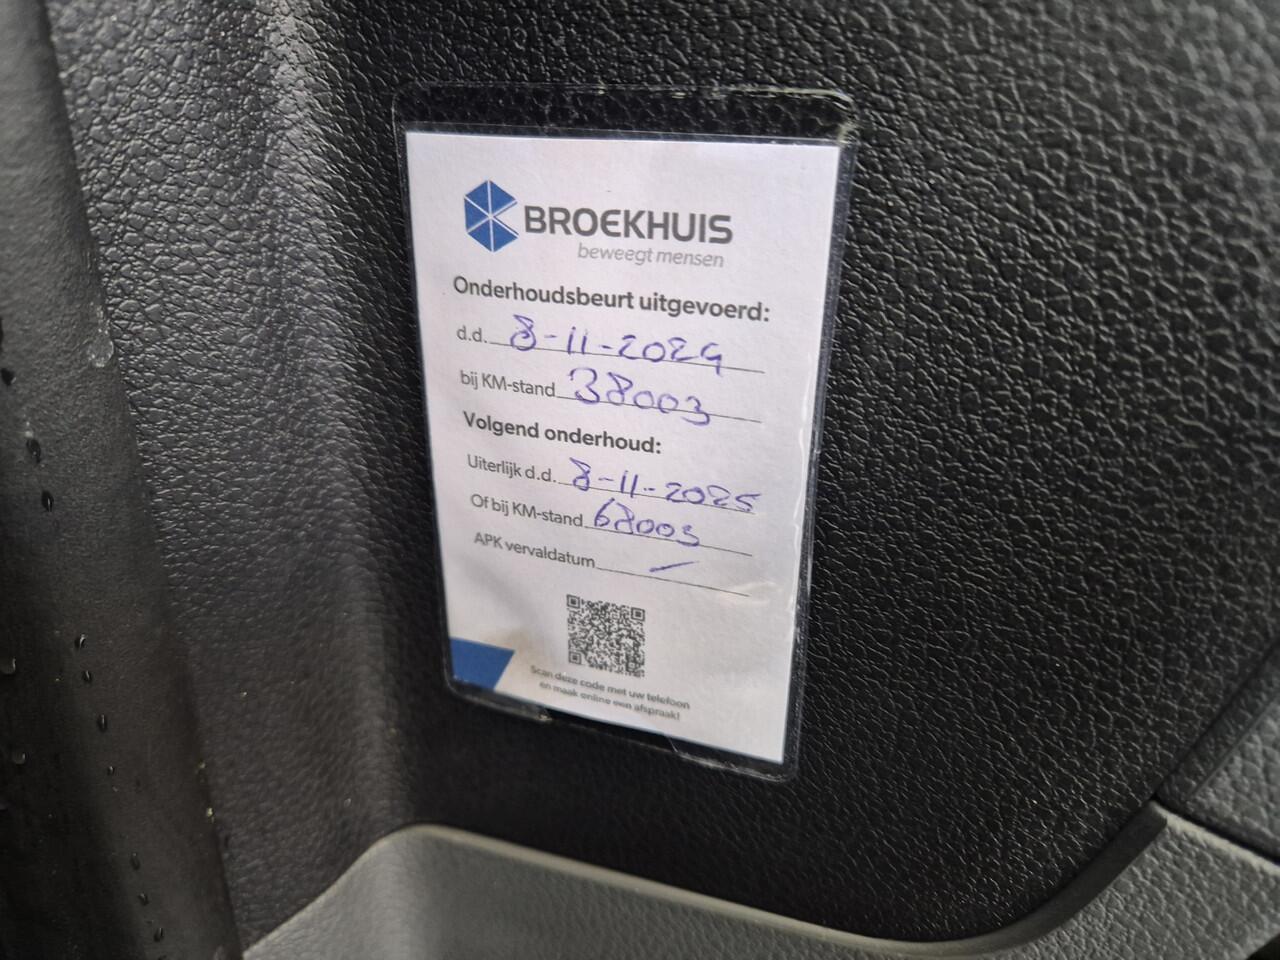 BROEKHUIS
beweegt mensen
Onderhoudsbeurt uitgevoerd:
d.d. 8-11-2024
bij KM-stand 38003
Volgend onderhoud:
Uiterlijk d.d. 8-11-2025
Of bij KM-stand 68003
APK vervaldatum —
Scan deze code met uw telefoon
en maak online een afspraak!